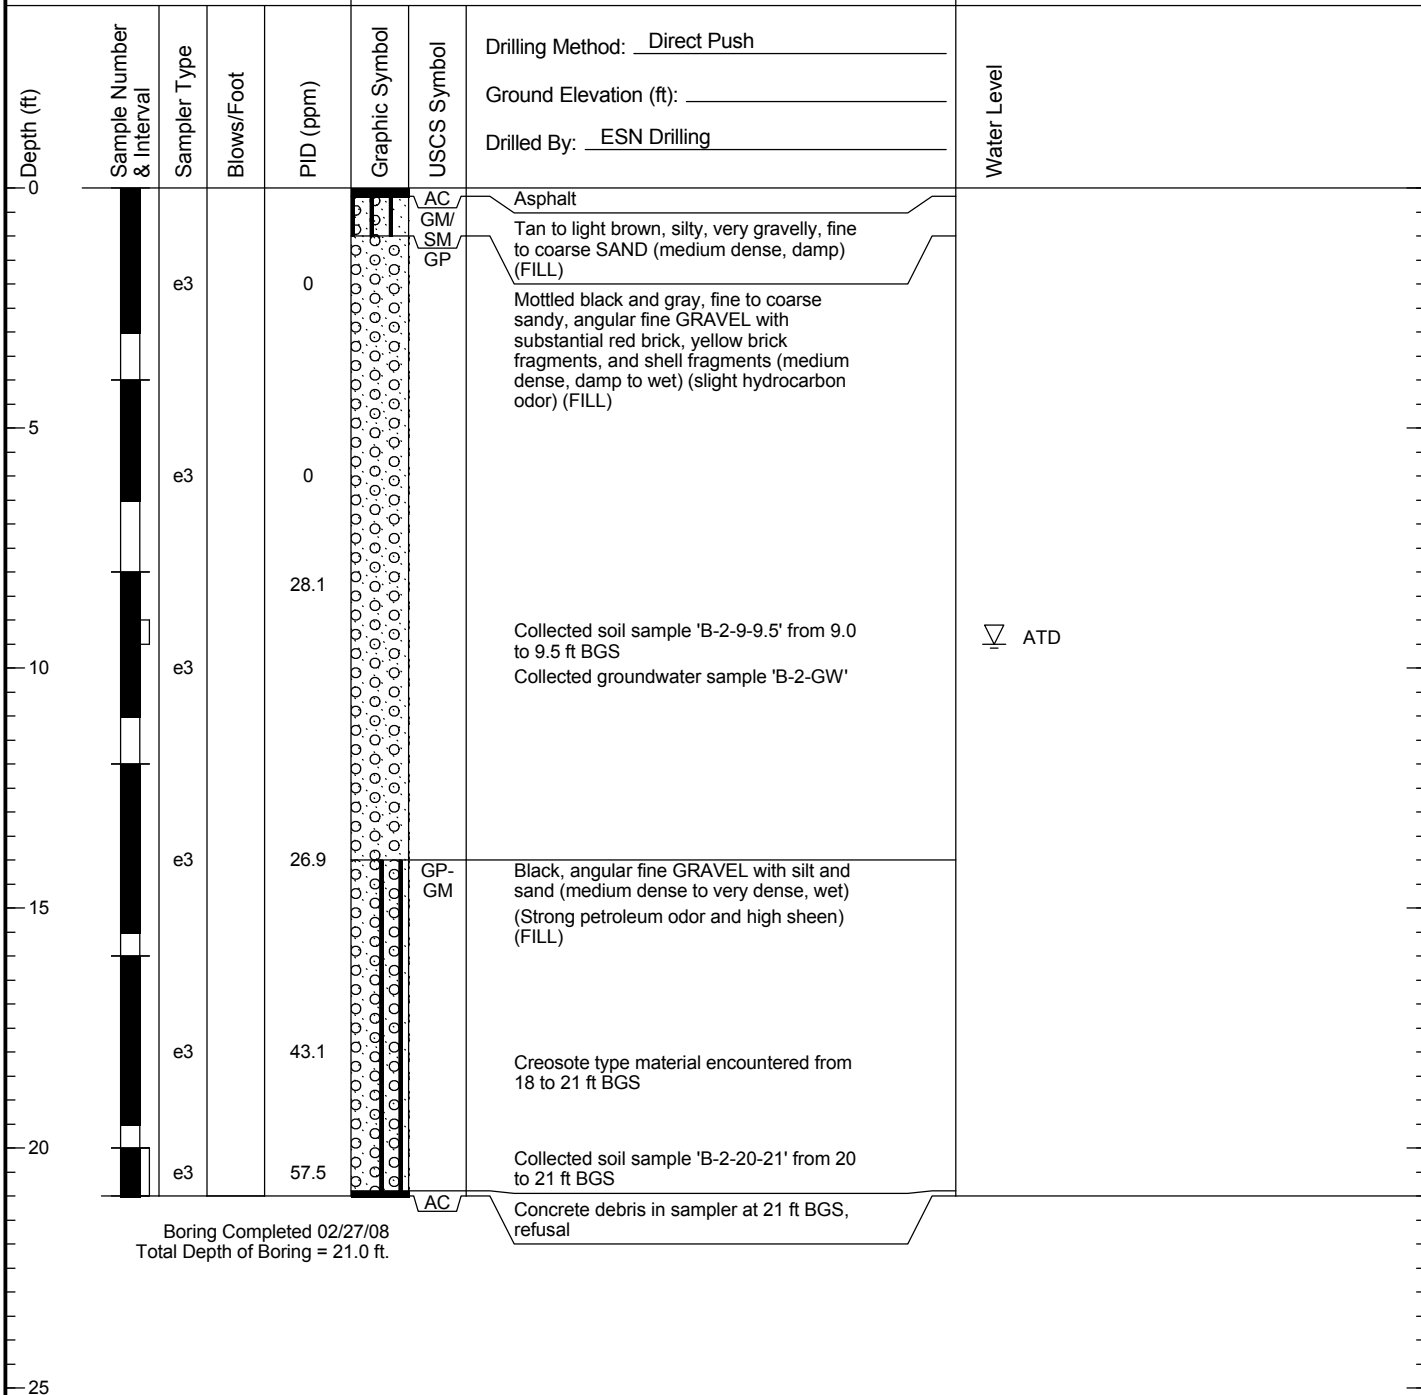 Depth (ft)
Sample Number
& Interval
Sampler Type
Blows/Foot
PID (ppm)
Graphic Symbol
USCS Symbol
Drilling Method: Direct Push
Ground Elevation (ft):
Drilled By: ESN Drilling
Water Level
0
AC
Asphalt
GM/
SM
Tan to light brown, silty, very gravelly, fine
to coarse SAND (medium dense, damp)
(FILL)
GP
e3
0
Mottled black and gray, fine to coarse
sandy, angular fine GRAVEL with
substantial red brick, yellow brick
fragments, and shell fragments (medium
dense, damp to wet) (slight hydrocarbon
odor) (FILL)
5
e3
0
28.1
Collected soil sample 'B-2-9-9.5' from 9.0
to 9.5 ft BGS
ATD
10
e3
Collected groundwater sample 'B-2-GW'
e3
26.9
GP-
GM
Black, angular fine GRAVEL with silt and
sand (medium dense to very dense, wet)
15
(Strong petroleum odor and high sheen)
(FILL)
e3
43.1
Creosote type material encountered from
18 to 21 ft BGS
20
e3
57.5
Collected soil sample 'B-2-20-21' from 20
to 21 ft BGS
AC
Concrete debris in sampler at 21 ft BGS,
refusal
Boring Completed 02/27/08
Total Depth of Boring = 21.0 ft.
25